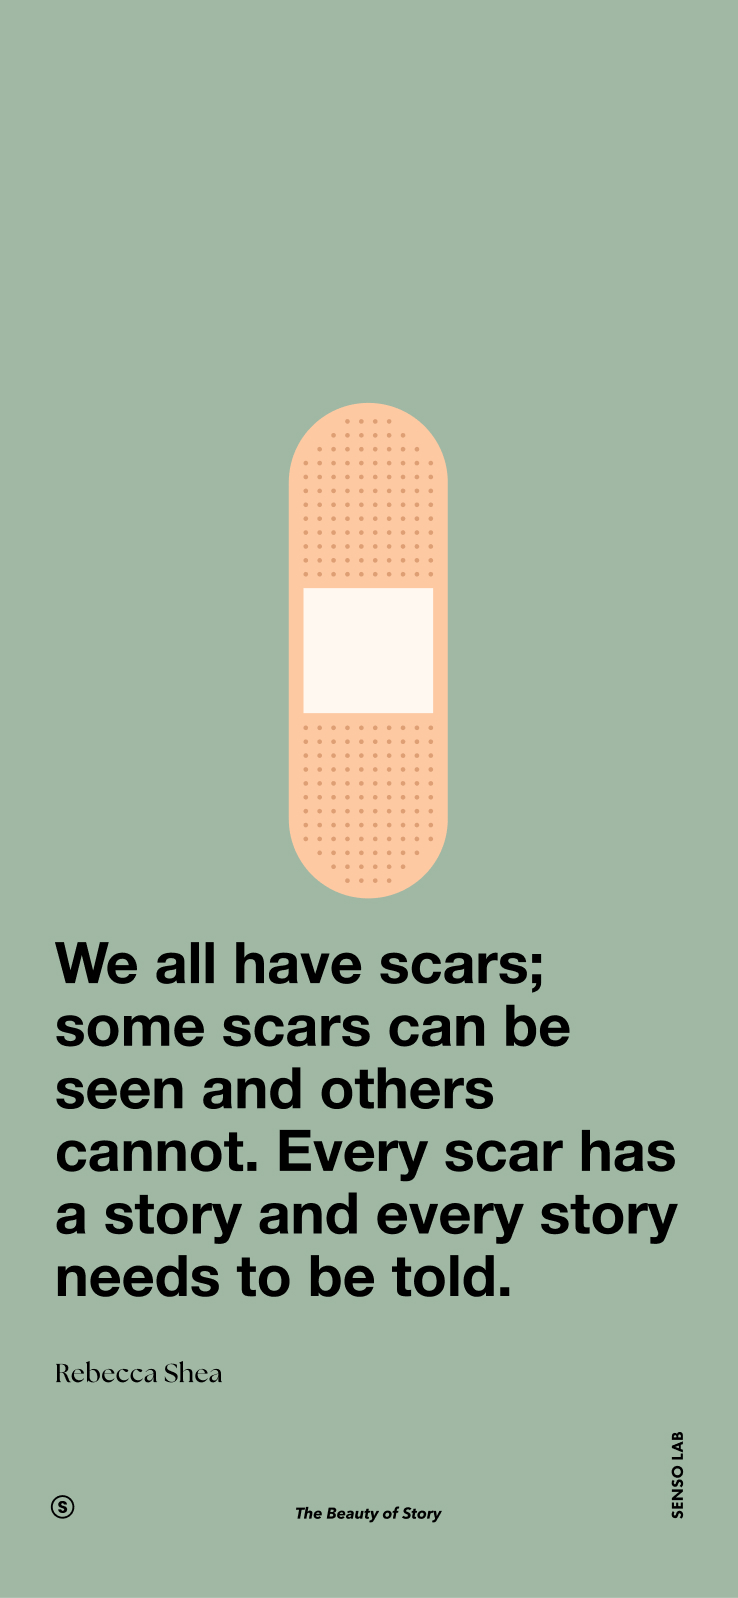 We all have scars;
some scars can be
seen and others
cannot. Every scar has
a story and every story
needs to be told.
Rebecca Shea
SENSO LAB
S
The Beauty of Story